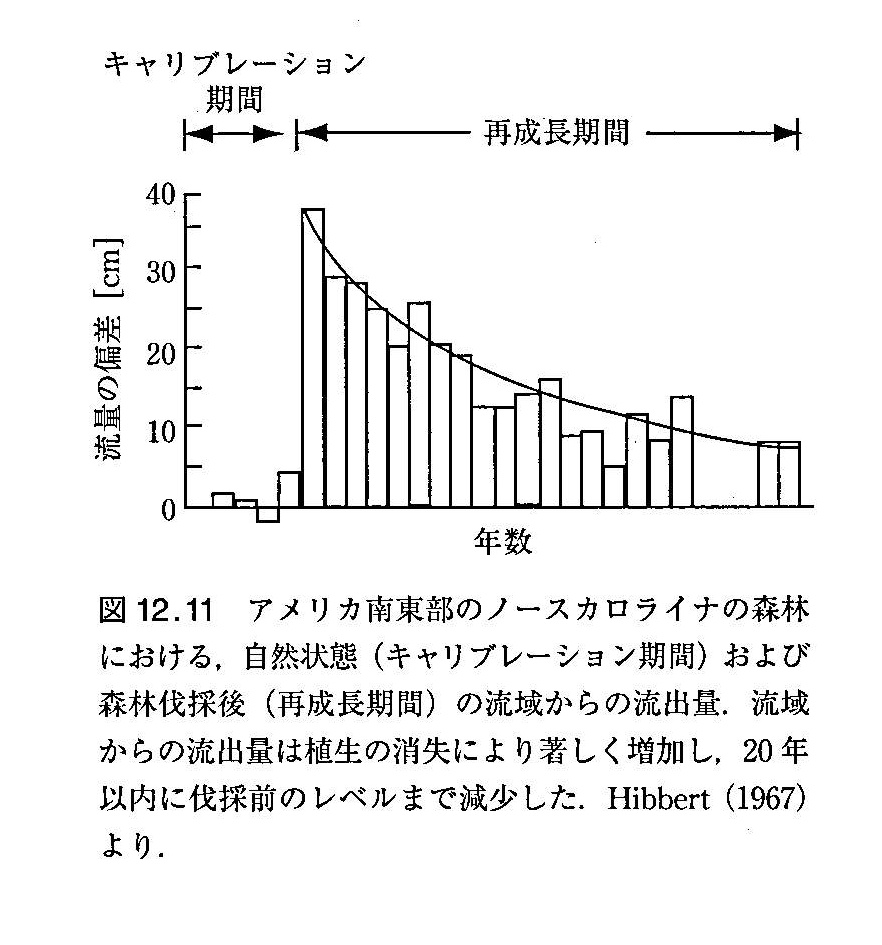 キャリブレーション
期間
再成長期間
40
30
20
10
0
流量の偏差 [cm]
年数
図 12.11 アメリカ南東部のノースカロライナの森林
における，自然状態（キャリブレーション期間）および
森林伐採後（再成長期間）の流域からの流出量．流域
からの流出量は植生の消失により著しく増加し，20 年
以内に伐採前のレベルまで減少した．Hibbert（1967）
より．